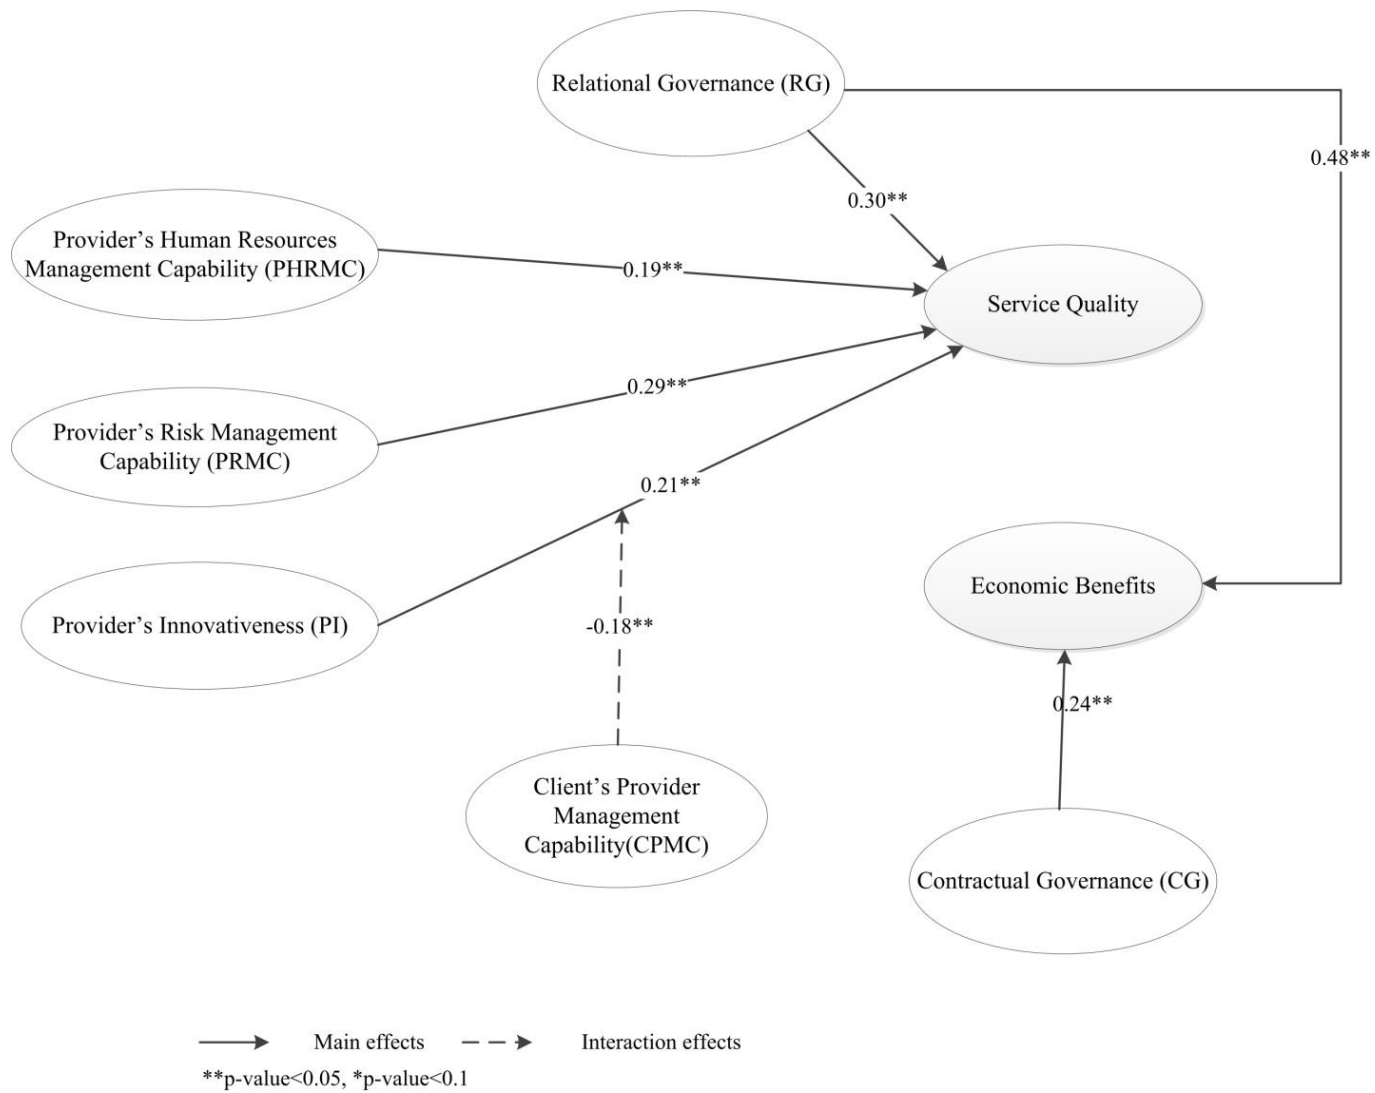 Relational Governance (RG)
0.48**
0.30**
Provider’s Human Resources
Management Capability (PHRMC)
0.19**
Service Quality
0.29**
Provider’s Risk Management
Capability (PRMC)
0.21**
Economic Benefits
Provider’s Innovativeness (PI)
-0.18**
0.24**
Client’s Provider
Management
Capability(CPMC)
Contractual Governance (CG)
Main effects
Interaction effects
**p-value<0.05, *p-value<0.1